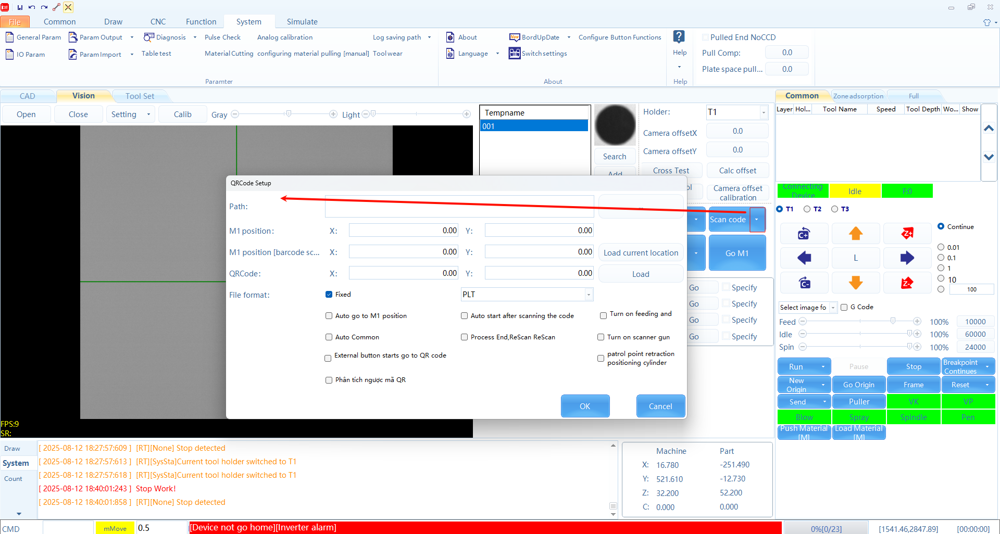 File
Common
Draw
CNC
Function
System
Simulate
General Param
Param Output
Diagnosis
Pulse Check
Analog calibration
Log saving path
IO Param
Param Import
Table test
Material Cutting
configuring material pulling [manual]
Tool wear
Paramter
About
BordUpDate
Configure Button Functions
Language
Switch settings
About
Help
Help
Pulled End NoCCD
Pull Comp:
0.0
Plate space pull...
0.0
CAD
Vision
Tool Set
Open
Close
Setting
Calib
Gray
Light
Tempname
001
Search
Add
Holder:
T1
Camera offsetX
0.0
Camera offsetY
0.0
Cross Test
Calc offset
ol
Camera offset
calibration
Scan code
Go M1
Go
Specify
Go
Specify
Go
Specify
Go
Specify
QRCode Setup
Path:
...
M1 position:
X:
0.00
Y:
0.00
M1 position [barcode sc...
X:
0.00
Y:
0.00
Load current location
QRCode:
X:
0.00
Y:
0.00
Load
File format:
Fixed
PLT
Auto go to M1 position
Auto start after scanning the code
Turn on feeding and
Auto Common
Process End,ReScan ReScan
Turn on scanner gun
External button starts go to QR code
patrol point retraction
positioning cylinder
Phân tích ngược mã QR
OK
Cancel
FPS:9
SR:
Common
Zone adsorption
Full
Layer
Hol...
Tool Name
Speed
Tool Depth
Wo...
Show
Connecting
Device
Idle
F:0
T1
T2
T3
C+
Z+
Continue
L
C-
Z-
0.01
0.1
1
10
100
Select image fo
G Code
Feed
100%
10000
Idle
100%
60000
Spin
100%
24000
Run
Pause
Stop
Breakpoint
Continues
New
Origin
Go Origin
Frame
Reset
Send
Puller
VK
VP
Blow
Spray
Spindle
Pen
Push Material
[M]
Load Material
[M]
Draw
System
Count
[ 2025-08-12 18:27:57:609 ] [RT][None] Stop detected
[ 2025-08-12 18:27:57:613 ] [RT][SysSta]Current tool holder switched to T1
[ 2025-08-12 18:27:57:618 ] [RT][SysSta]Current tool holder switched to T1
[ 2025-08-12 18:40:01:243 ] Stop Work!
[ 2025-08-12 18:40:01:858 ] [RT][None] Stop detected
Machine
Part
X:
16.780
-251.490
Y:
521.610
-12.730
Z:
32.200
52.200
C:
0.000
0.000
CMD
mMove
0.5
[Device not go home][Inverter alarm]
0%[0/23]
[1541.46,2847.89]
[00:00:00]